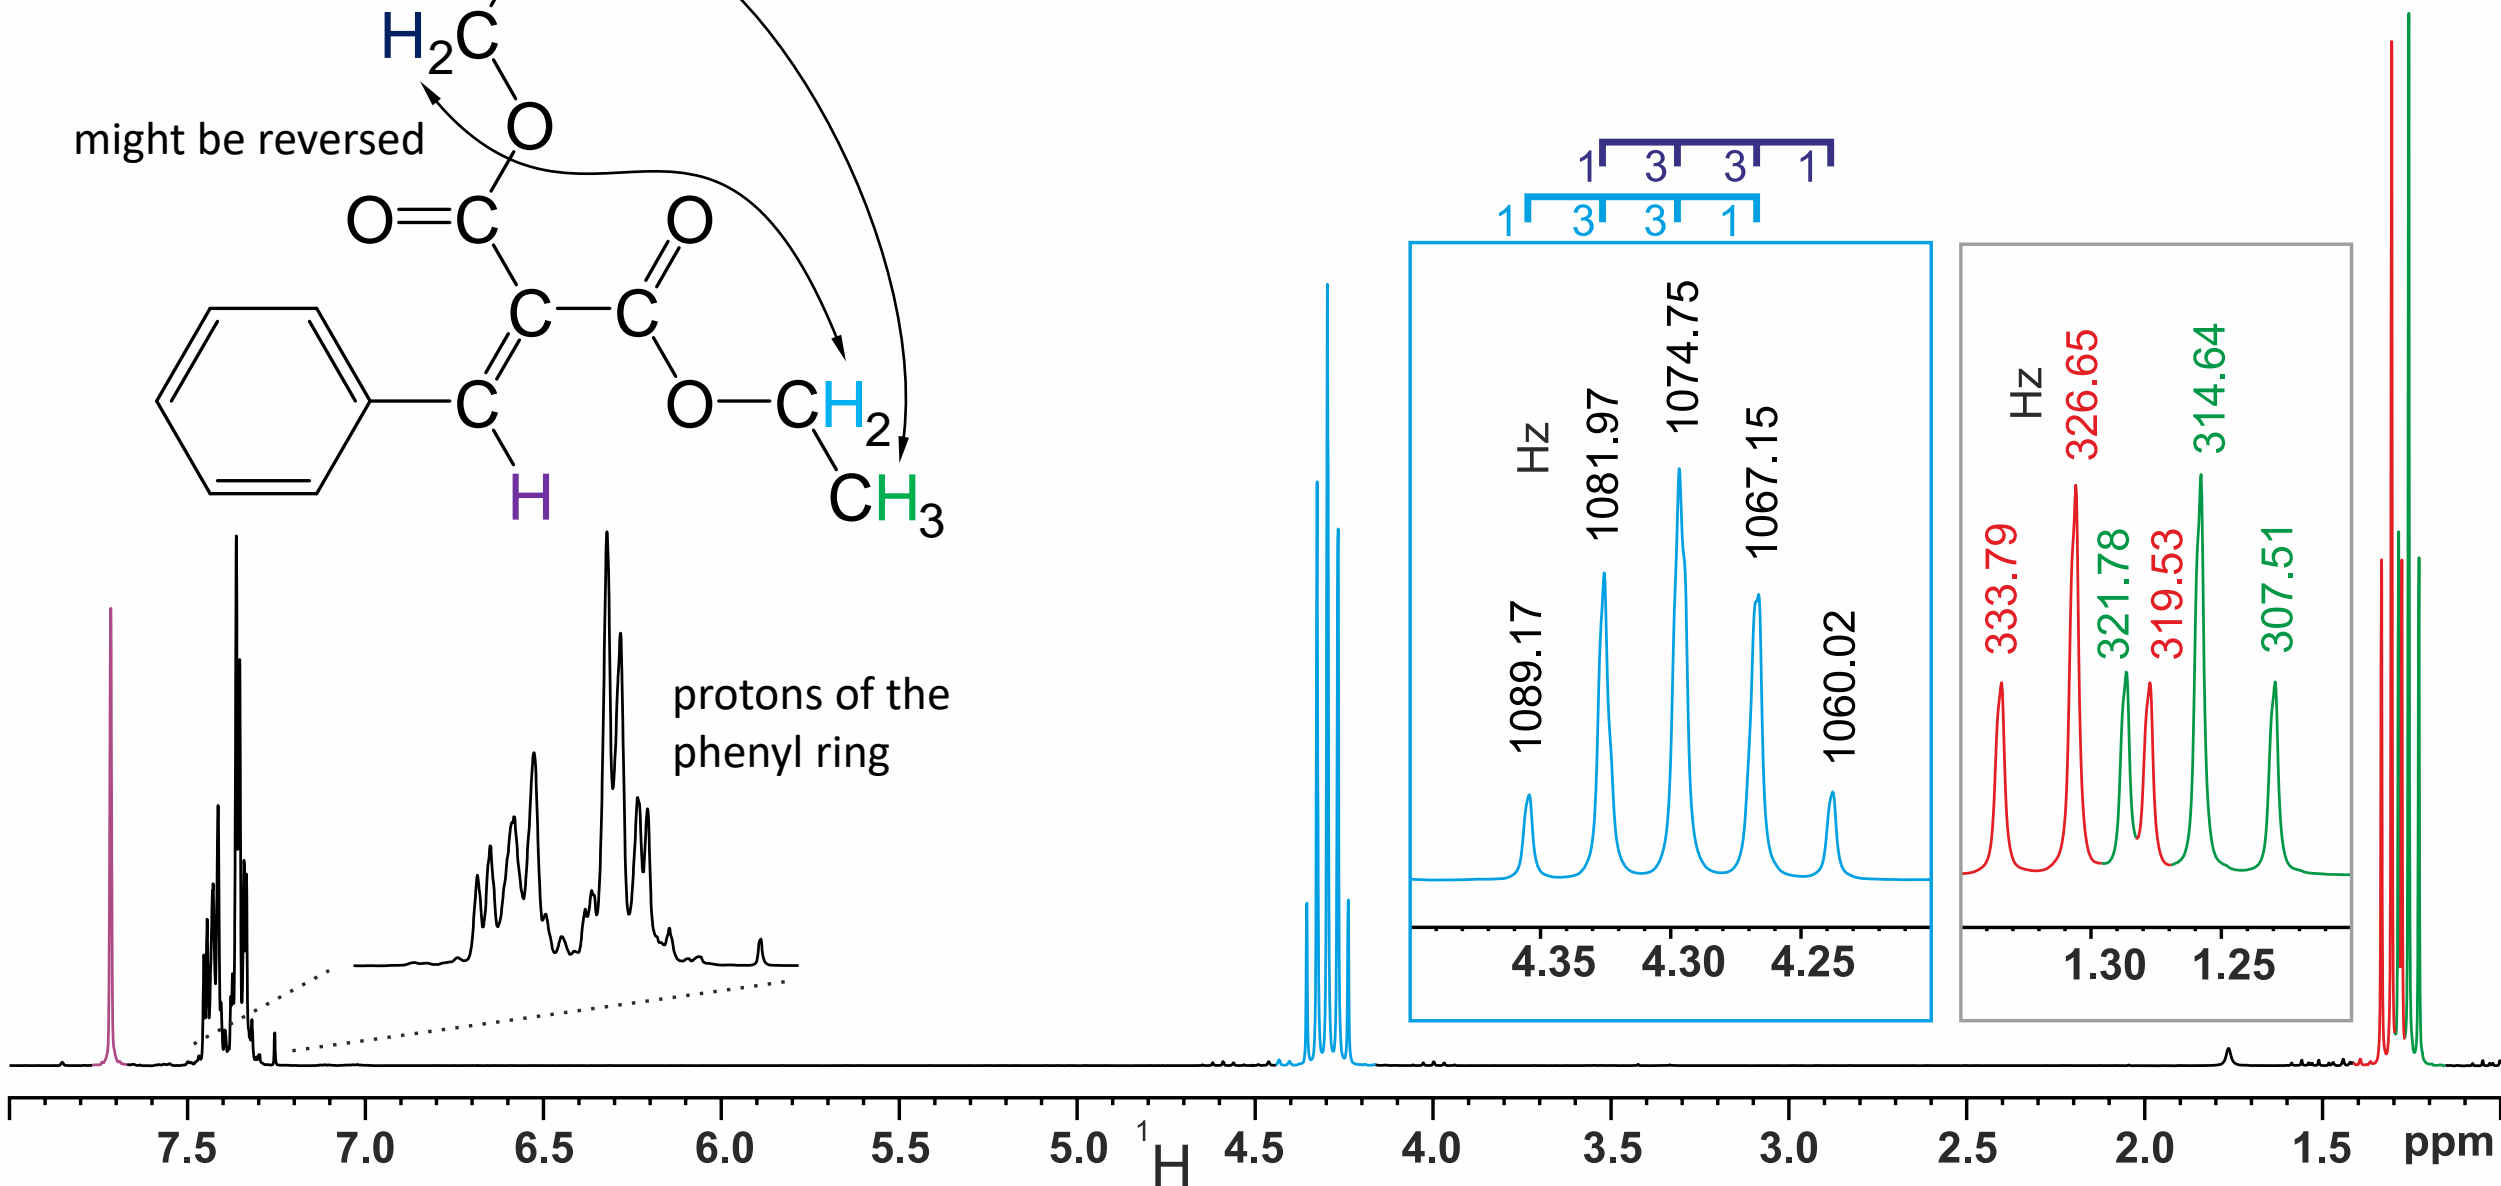 H2C
O
might be reversed
O C O
C C
C O CH2
H CH3
protons of the
phenyl ring
1 3 3 1
1 3 3 1
Hz
1089.17
1081.97
1074.75
1067.15
1060.02
4.35 4.30 4.25
Hz
333.79
326.65
321.78
319.53
314.64
307.51
1.30 1.25
7.5 7.0 6.5 6.0 5.5 5.0 4.5 4.0 3.5 3.0 2.5 2.0 1.5 ppm
1H